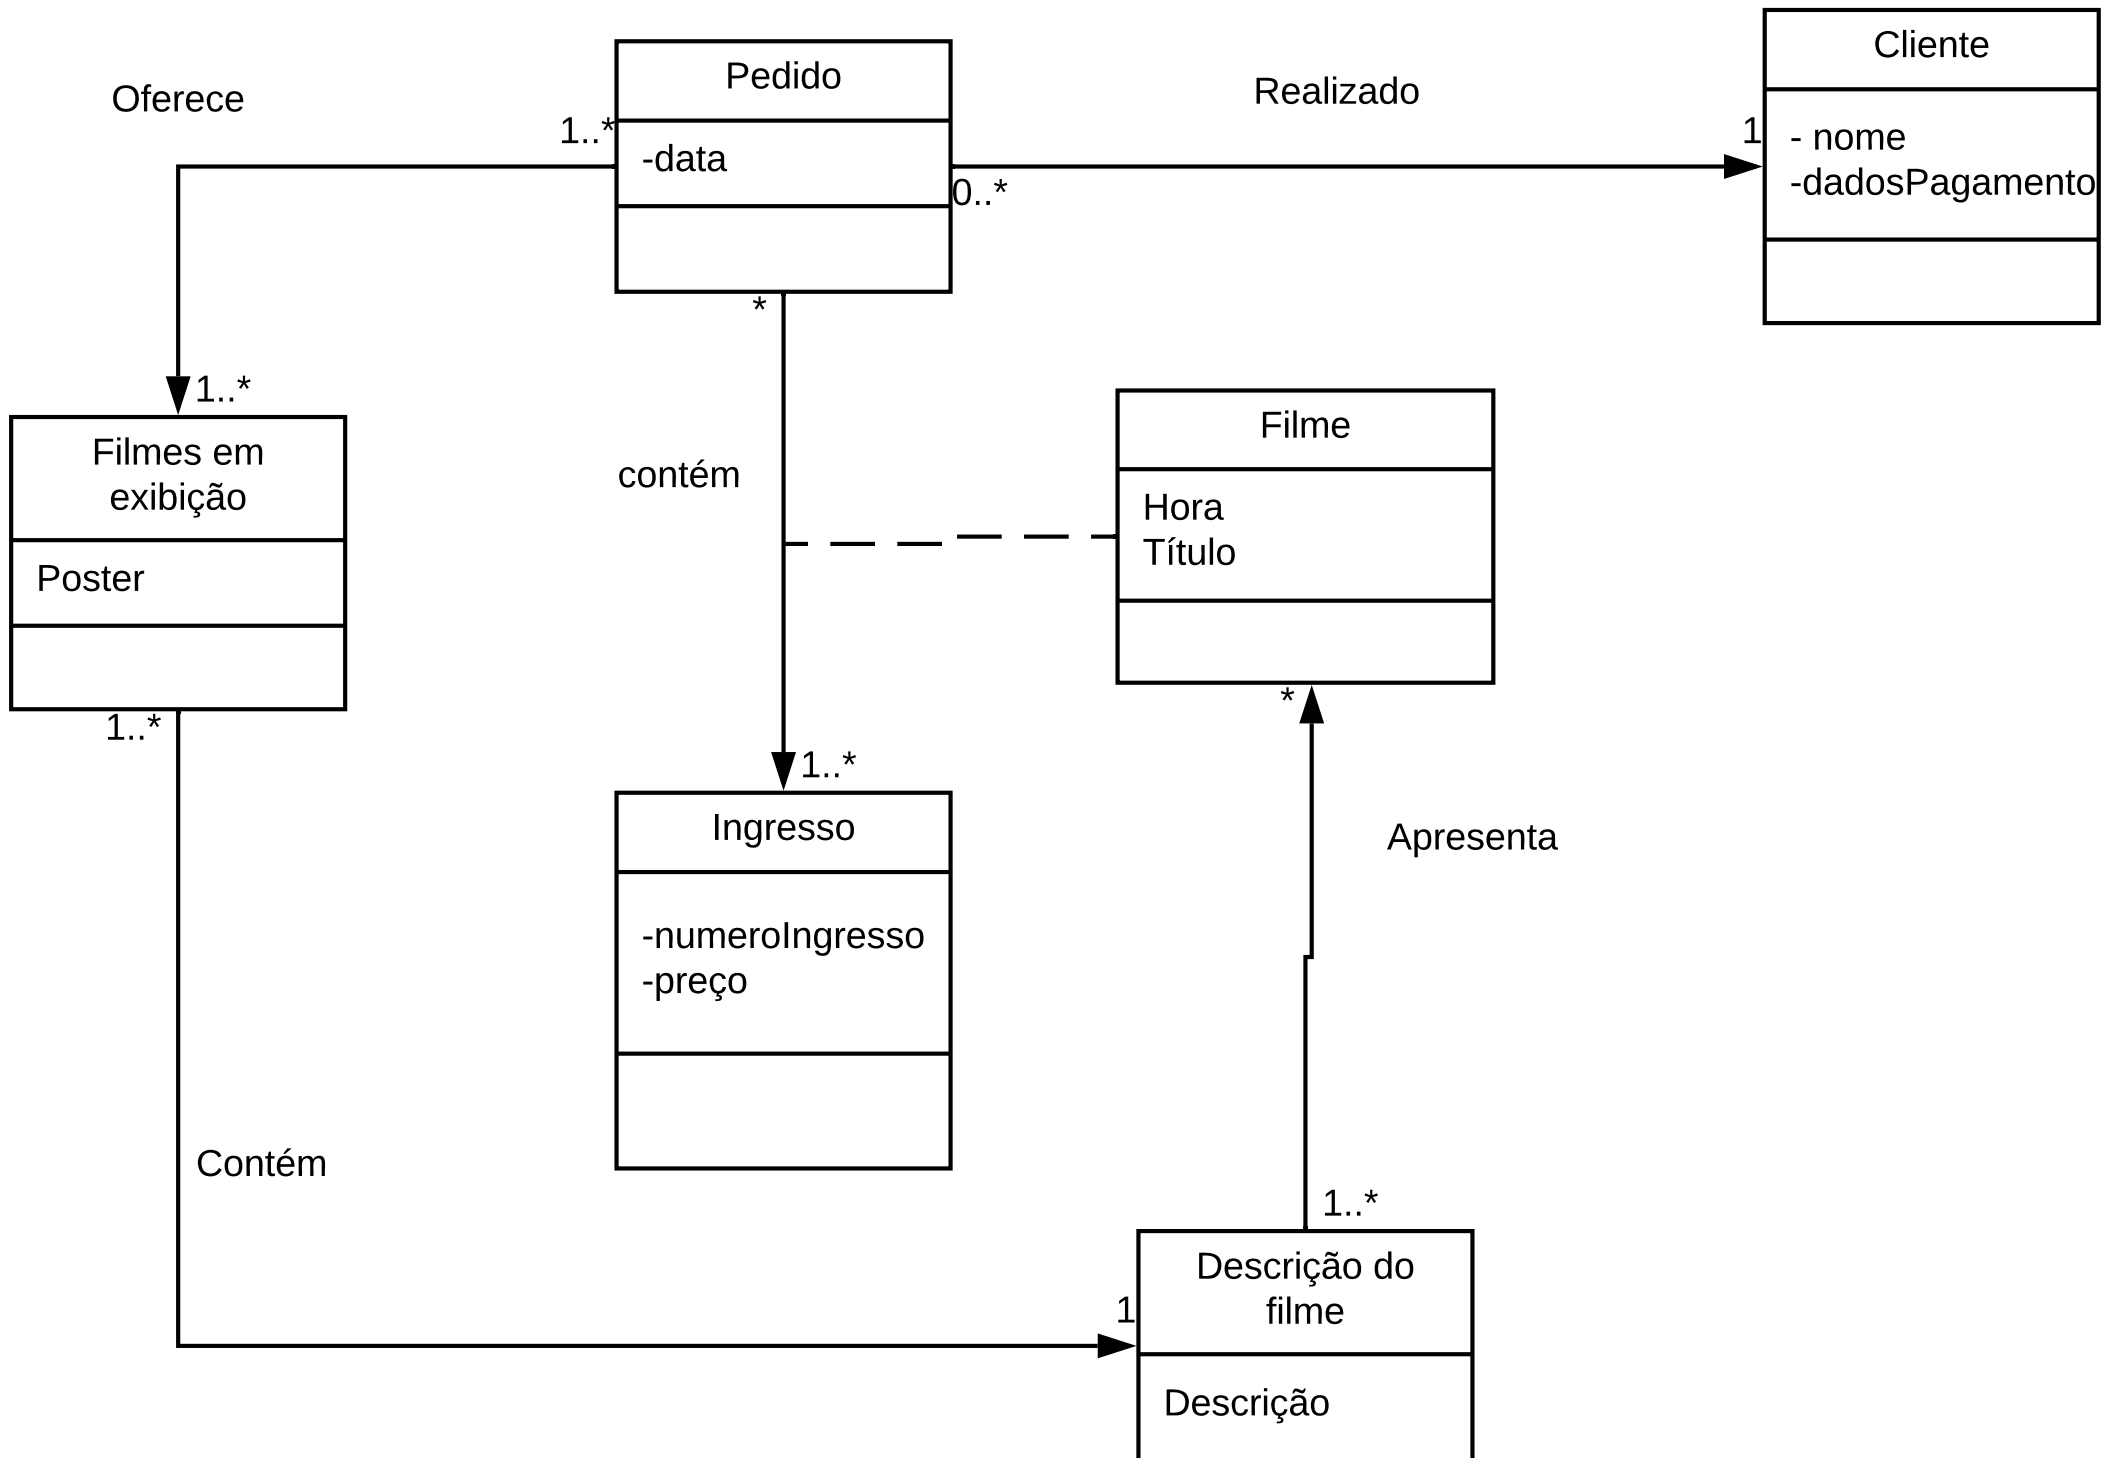 Cliente
Pedido
- nome
-dadosPagamento
Realizado
Oferece
1..*
1
-data
0..*
*
1..*
Filme
Filmes em
exibição
contém
Hora
Título
Poster
*
1..*
1..*
Ingresso
Apresenta
-numeroIngresso
-preço
Contém
1..*
Descrição do
filme
1
Descrição